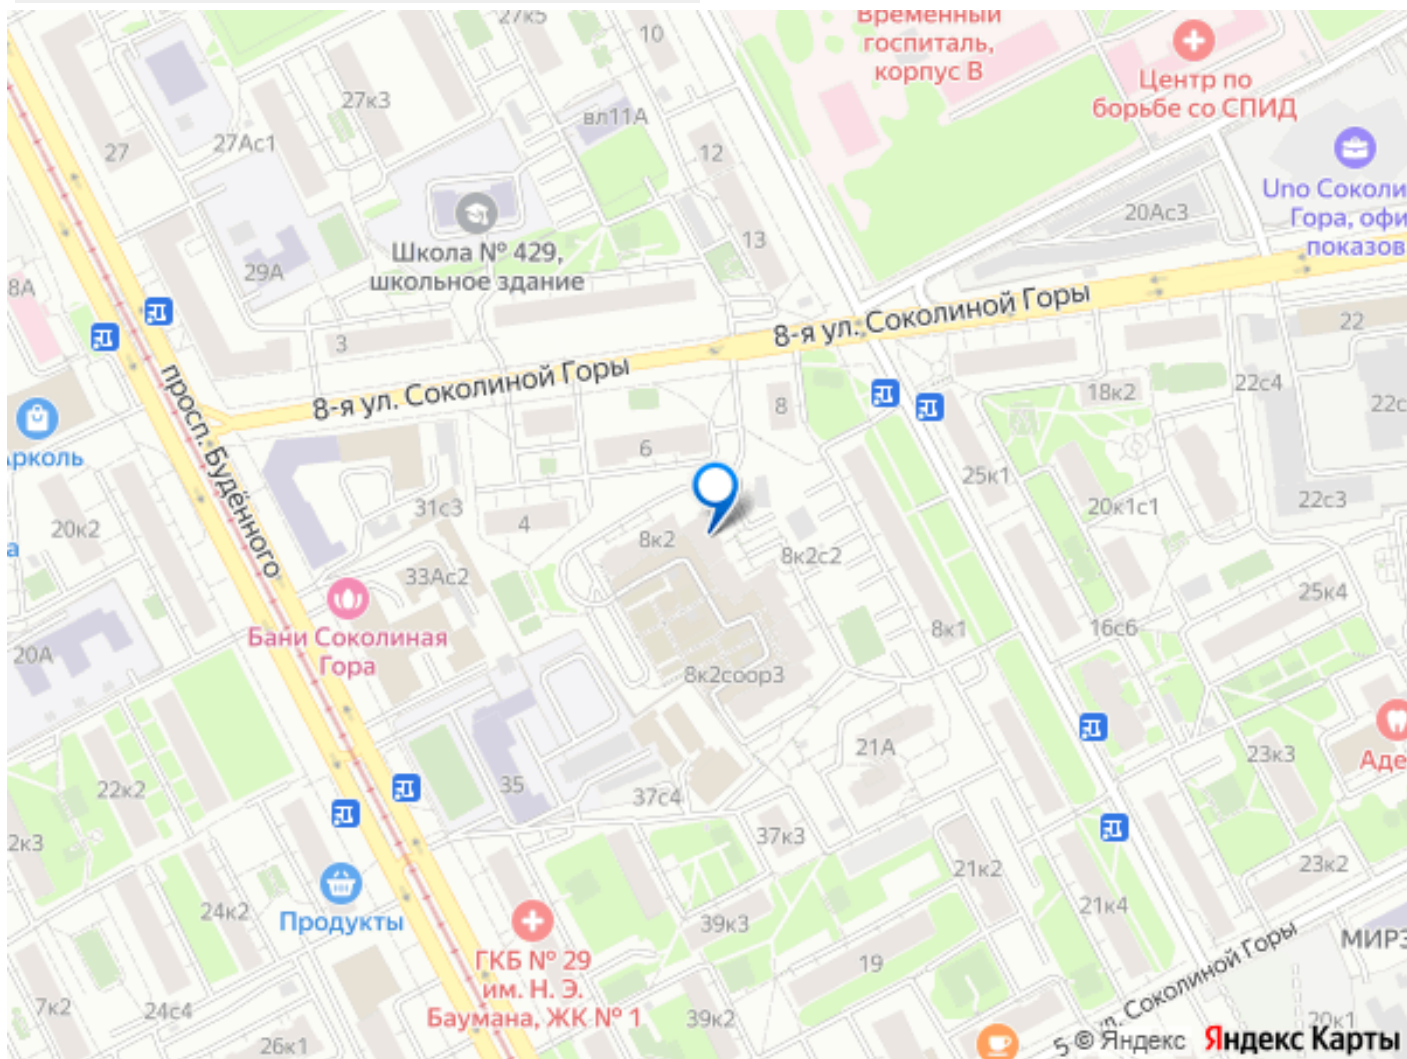 27к5
10
Временный
госпиталь,
корпус В
Центр по
борьбе со СПИД
27к3
вл11А
27
27Ас1
12
Uno Соколи
Гора, офи
показов
20Ас3
13
Школа № 429,
школьное здание
29А
8А
8-я ул. Соколиной Горы
22
3
8-я ул. Соколиной Горы
просп. Будённого
18к2
22с4
22с
8
6
Арколь
25к1
31с3
4
20к1с1
22с3
20к2
а
8к2
8к2с2
33Ас2
25к4
Бани Соколиная
Гора
8к1
16с6
20А
8к2соор3
21А
23к3
Аде
22к2
35
37с4
2к3
37к3
21к2
23к2
24к2
Продукты
39к3
21к4
ГКБ № 29
им. Н. Э.
Баумана, ЖК № 1
19
МИРЭ
7к2
24с4
39к2
5
ул. Соколиной Горы
20к1
26к1
© Яндекс Яндекс Карты